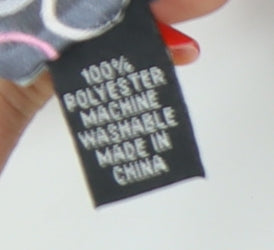 100%
POLYESTER
MACHINE
WASHABLE
MADE IN
CHINA